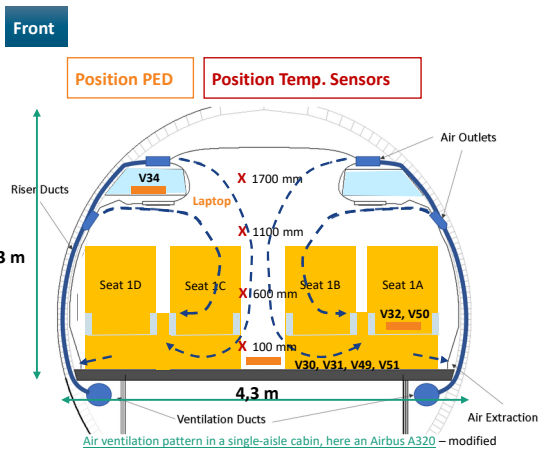 Front
Position PED
Position Temp. Sensors
Air Outlets
V34
X 1700 mm
Riser Ducts
Laptop
X 1100 mm
3 m
Seat 1D
Seat 1C
X 600 mm
Seat 1B
Seat 1A
V32, V50
X 100 mm
V30, V31, V49, V51
4,3 m
Ventilation Ducts
Air Extraction
Air ventilation pattern in a single-aisle cabin, here an Airbus A320 – modified